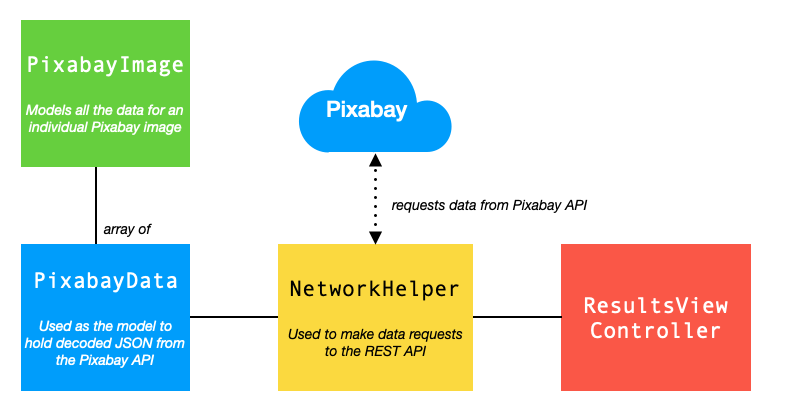 PixabayImage
Models all the data for an
individual Pixabay image
Pixabay
requests data from Pixabay API
array of
PixabayData
Used as the model to
hold decoded JSON from
the Pixabay API
NetworkHelper
Used to make data requests
to the REST API
ResultsView
Controller